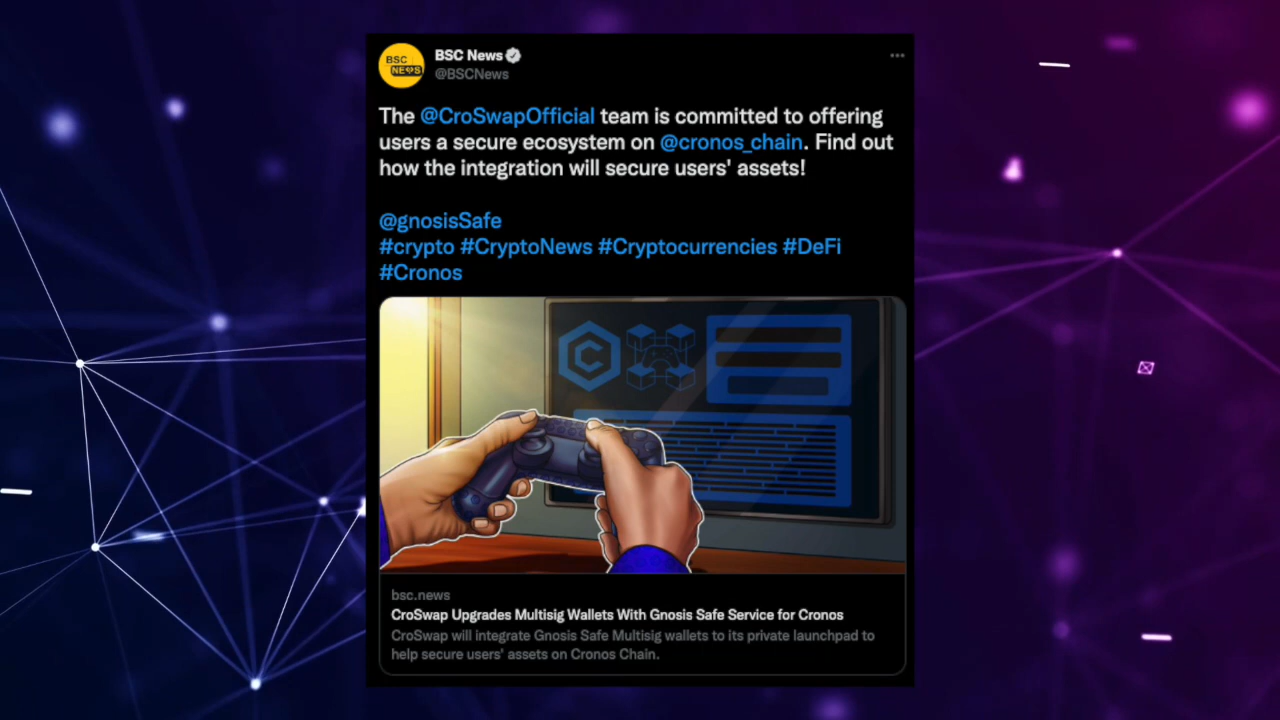 BSC
NEWS
BSC News
@BSCNews
The @CroSwapOfficial team is committed to offering
users a secure ecosystem on @cronos_chain. Find out
how the integration will secure users' assets!
@gnosisSafe
#crypto #CryptoNews #Cryptocurrencies #DeFi
#Cronos
bsc.news
CroSwap Upgrades Multisig Wallets With Gnosis Safe Service for Cronos
CroSwap will integrate Gnosis Safe Multisig wallets to its private launchpad to
help secure users' assets on Cronos Chain.